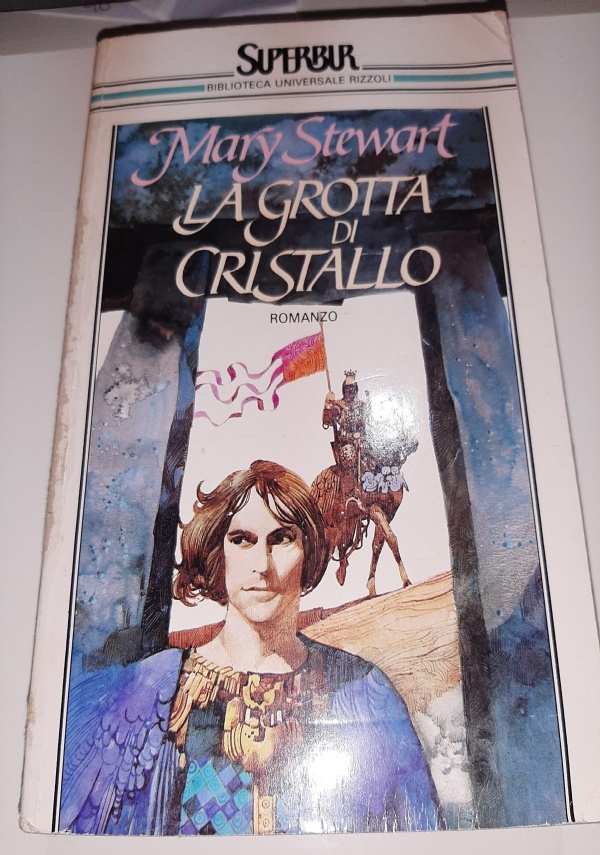 SUPERBUR
BIBLIOTECA UNIVERSALE RIZZOLI
Mary Stewart
LA GROTTA
DI
CRISTALLO
ROMANZO